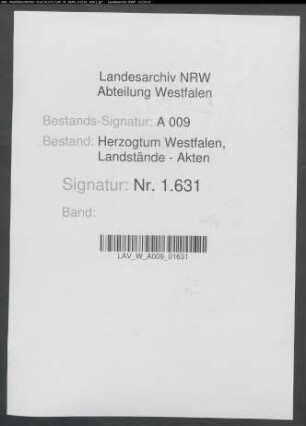 Landesarchiv NRW
Abteilung Westfalen
Bestands-Signatur: A 009
Bestand: Herzogtum Westfalen,
Landstände - Akten
Signatur: Nr. 1.631
Band:
LAV_W_A009_01631